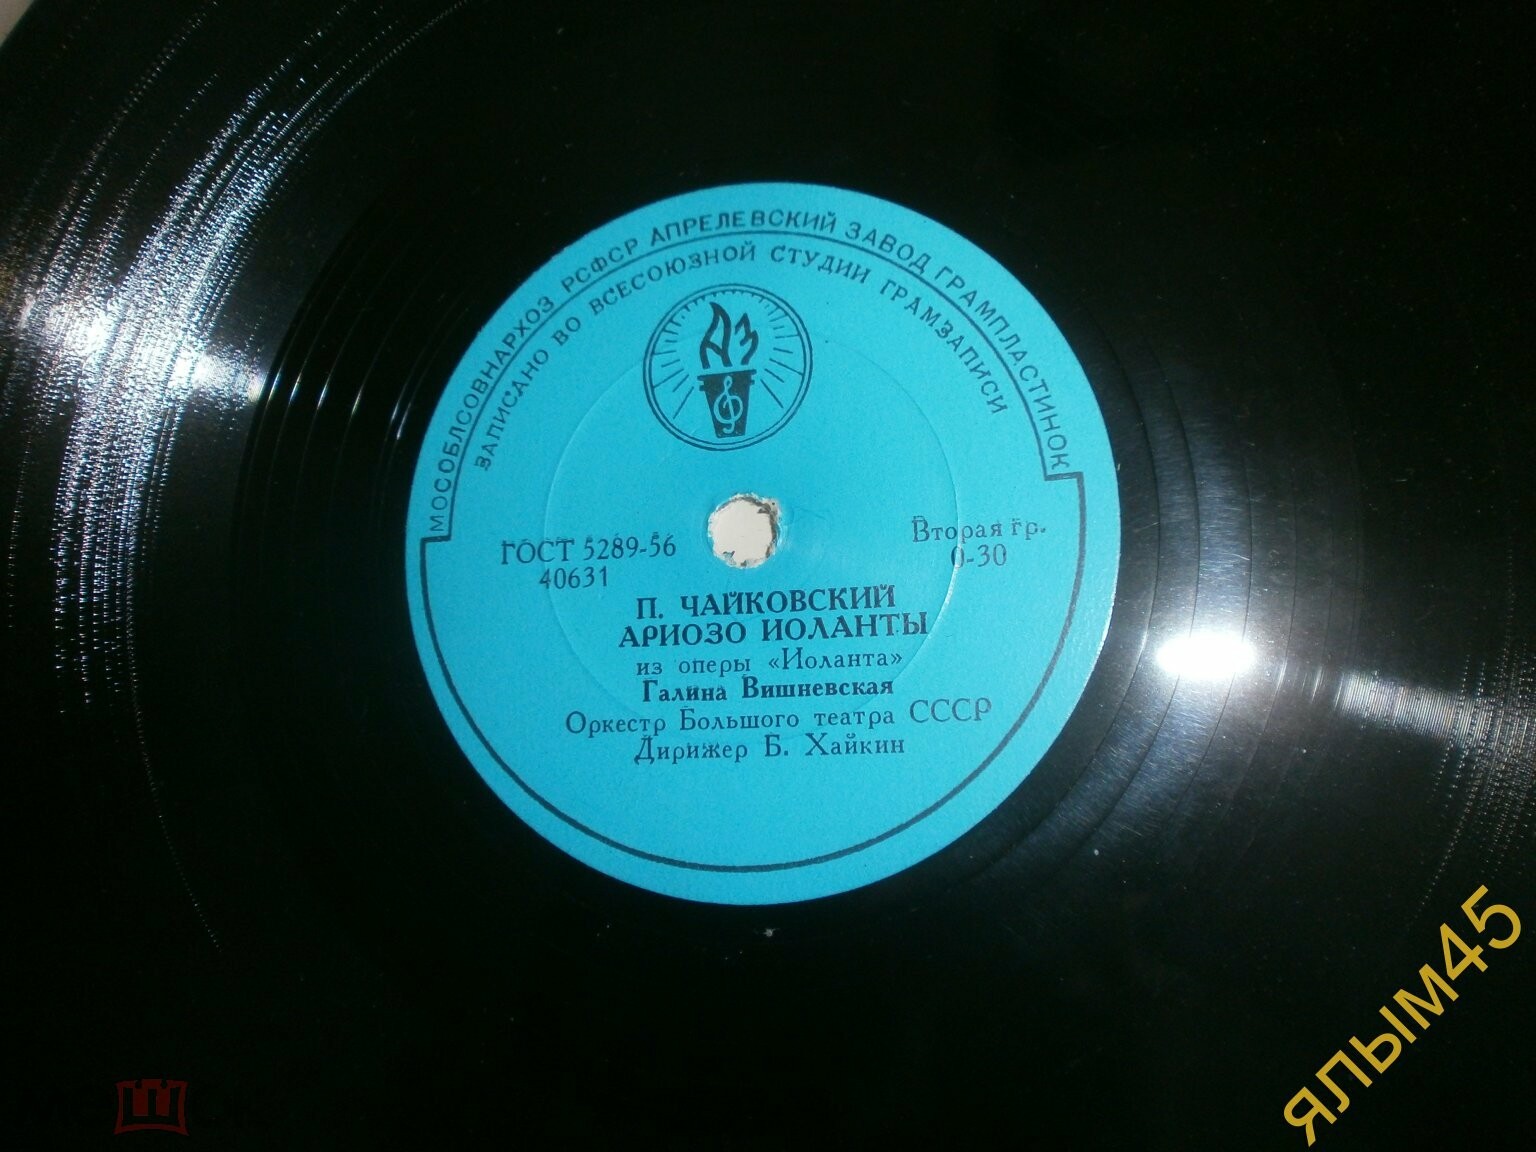 МОСОБЛСОВНАРХОЗ РСФСР АПРЕЛЕВСКИЙ ЗАВОД ГРАМПЛАСТИНОК
ЗАПИСАНО ВО ВСЕСОЮЗНОЙ СТУДИИ ГРАМЗАПИСИ
АЗ
ГОСТ 5289-56
40631
Вторая гр.
0-30
П. ЧАЙКОВСКИЙ
АРИОЗО ИОЛАНТЫ
из оперы «Иоланта»
Галина Вишневская
Оркестр Большого театра СССР
Дирижер Б. Хайкин
ялым45